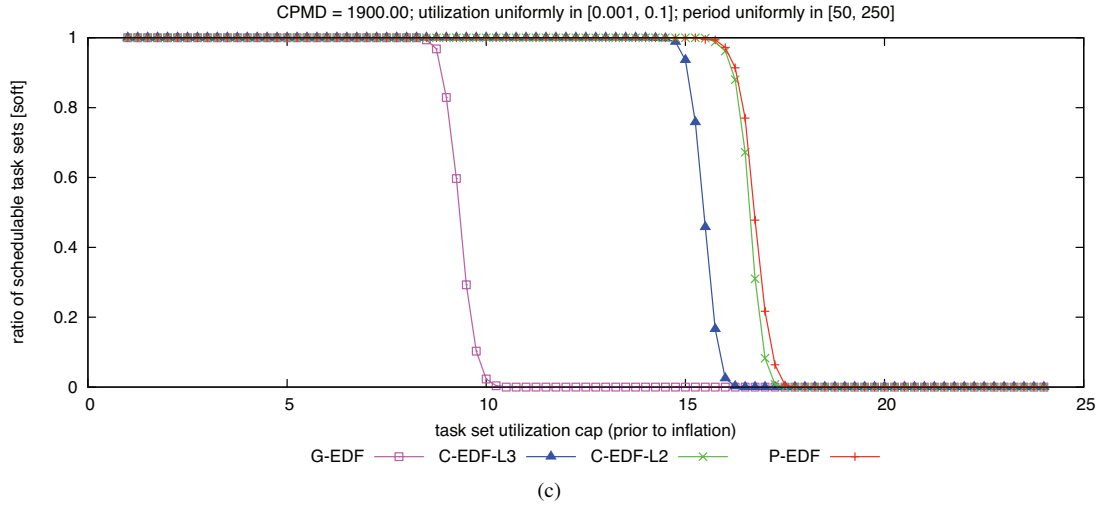 CPMD = 1900.00; utilization uniformly in [0.001, 0.1]; period uniformly in [50, 250]
ratio of schedulable task sets [soft]
1
0.8
0.6
0.4
0.2
0
0 5 10 15 20 25
task set utilization cap (prior to inflation)
G-EDF C-EDF-L3 C-EDF-L2 P-EDF
(c)